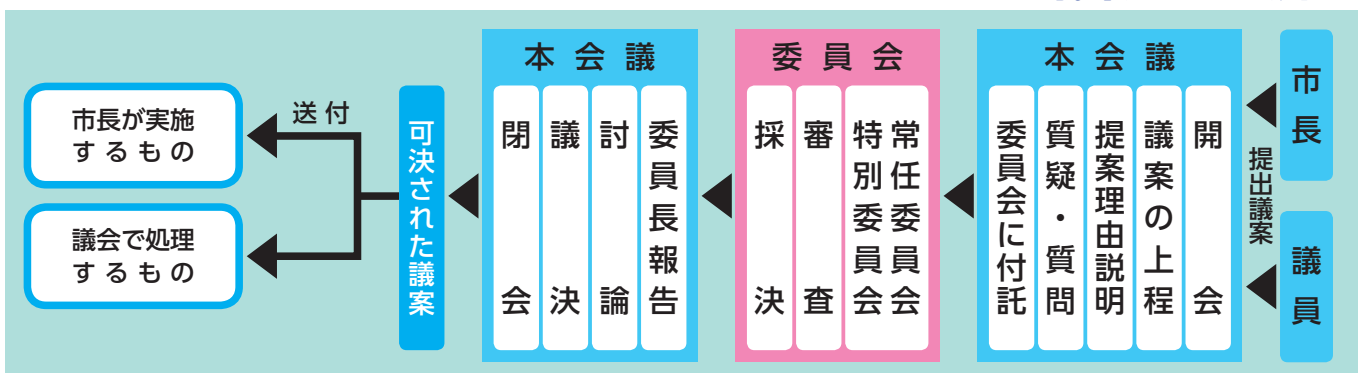 市長
議員
提出議案
本会議
開会
議案の上程
提案理由説明
質疑・質問
委員会に付託
委員会
常任委員会
特別委員会
審査
採決
本会議
委員長報告
討論
議決
閉会
可決された議案
送付
市長が実施
するもの
議会で処理
するもの